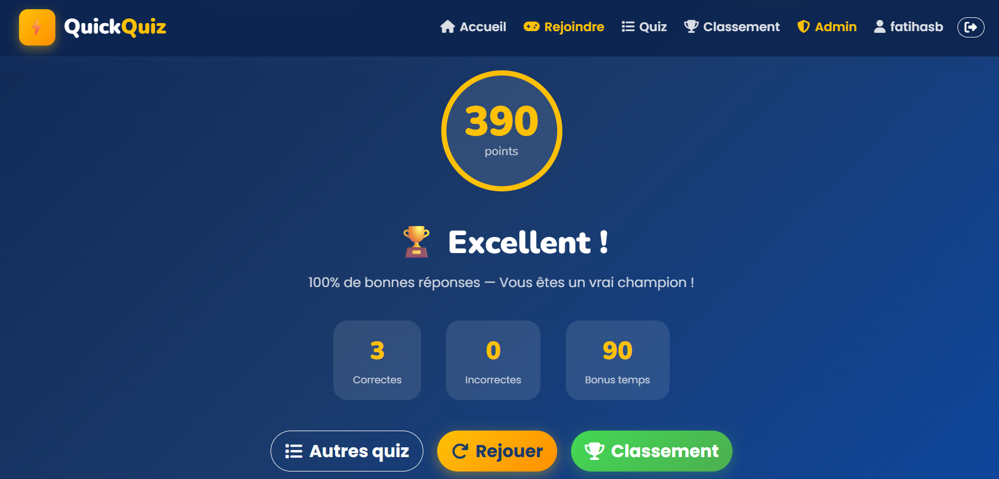 QuickQuiz
Accueil Rejoindre Quiz Classement Admin fatihasb
390
points
Excellent !
100% de bonnes réponses — Vous êtes un vrai champion !
3 0 90
Correctes Incorrectes Bonus temps
Autres quiz Rejouer Classement